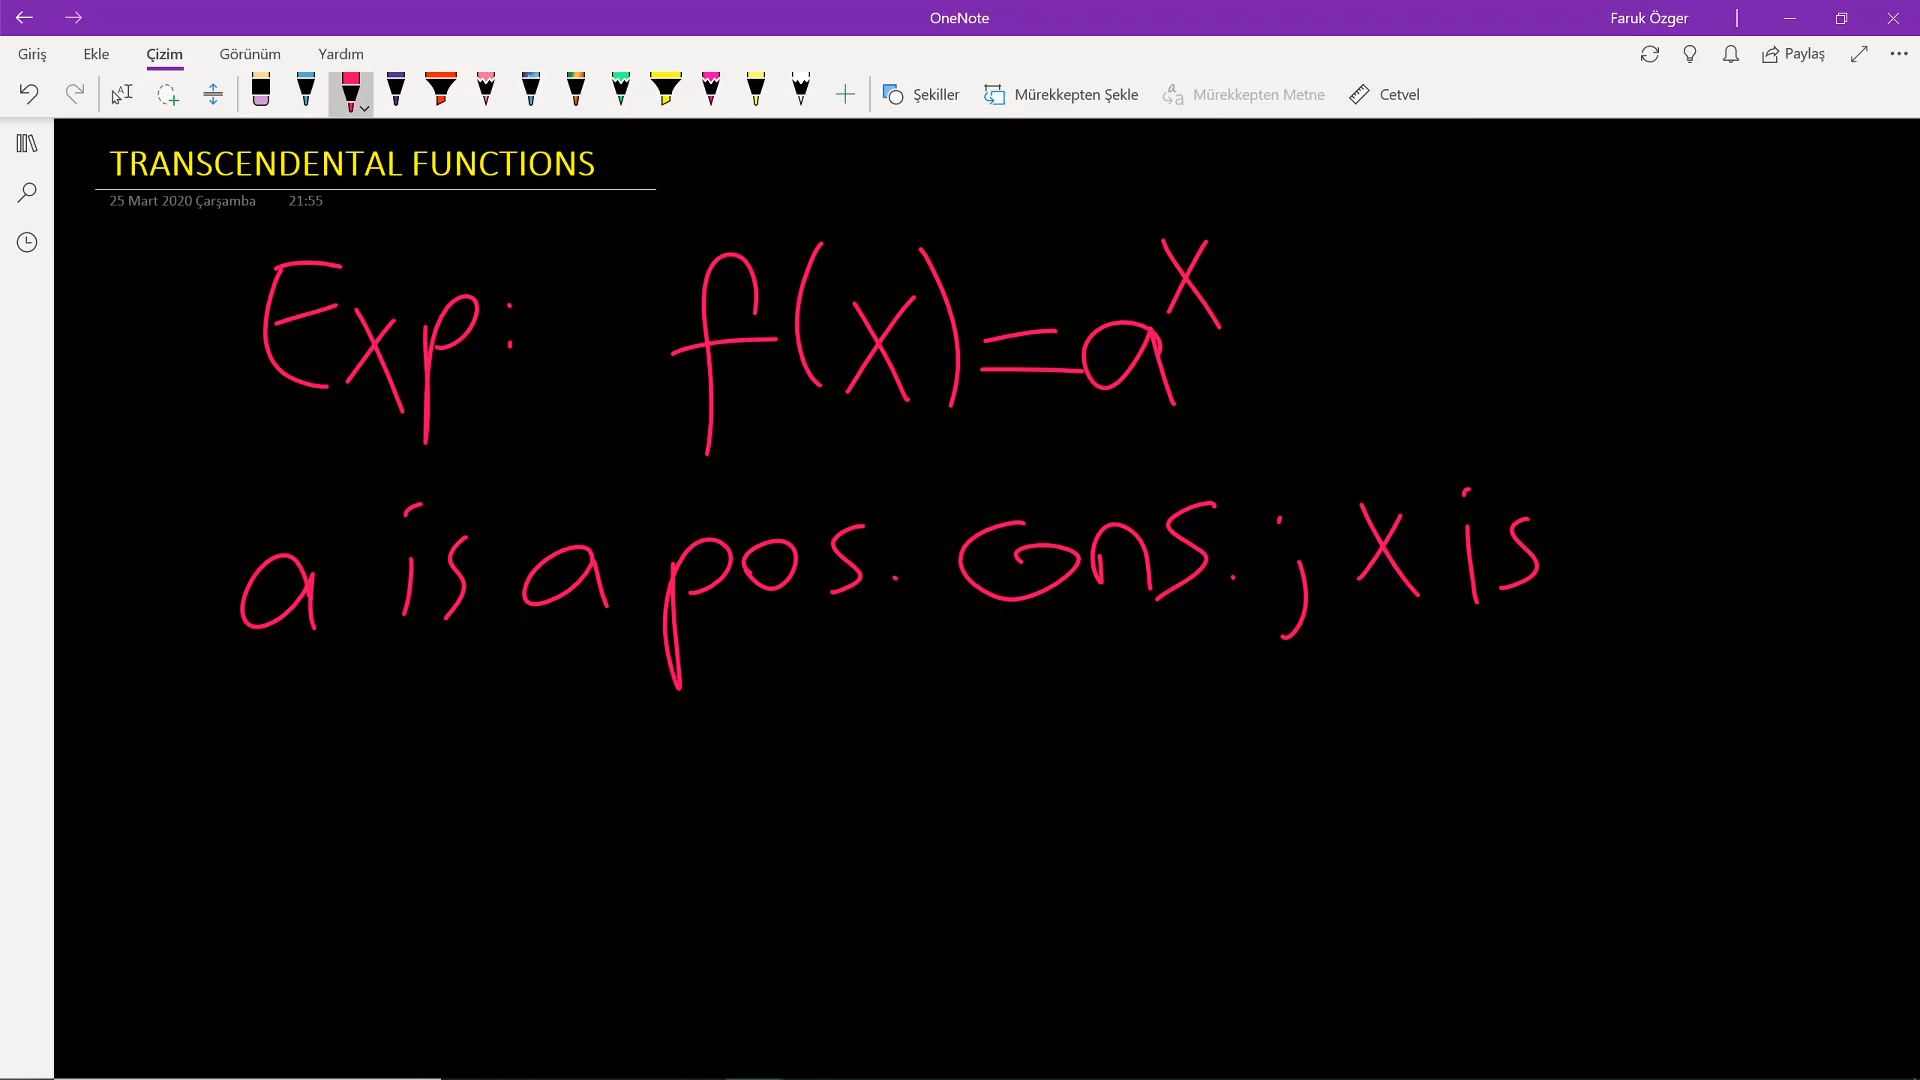 OneNote
Faruk Özger
Giriş Ekle Çizim Görünüm Yardım
Paylaş
Şekiller Mürekkepten Şekle Mürekkepten Metne Cetvel
TRANSCENDENTAL FUNCTIONS
25 Mart 2020 Çarşamba 21:55
Exp: f(x)=a^x
a is a pos. cons. ; x is